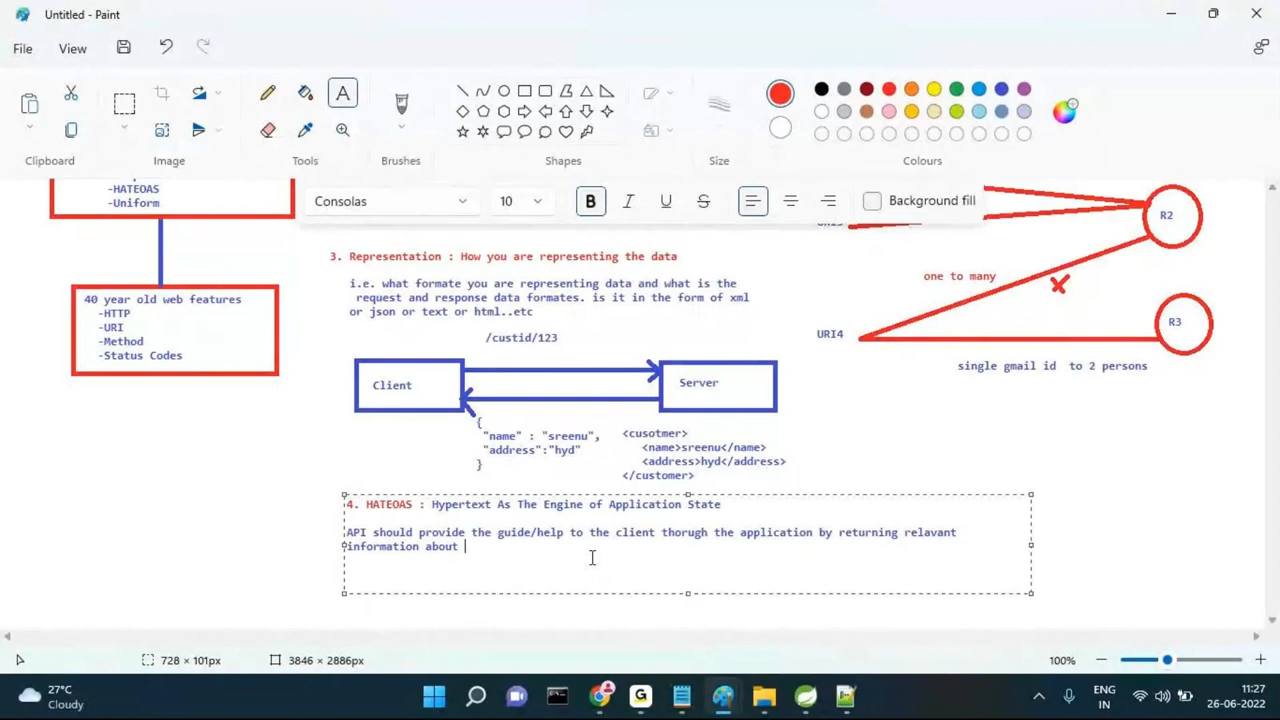 Untitled - Paint
File
View
Clipboard
Image
Tools
Brushes
Shapes
Size
Colours
A
Consolas
10
B
I
U
S
Background fill
-HATEOAS
-Uniform
40 year old web features
-HTTP
-URI
-Method
-Status Codes
3. Representation : How you are representing the data
i.e. what formate you are representing data and what is the
request and response data formates. is it in the form of xml
or json or text or html..etc
/custid/123
Client
Server
{
"name" : "sreenu",
"address":"hyd"
}
<cusotmer>
<name>sreenu</name>
<address>hyd</address>
</customer>
R2
one to many
X
URI4
R3
single gmail id to 2 persons
4. HATEOAS : Hypertext As The Engine of Application State
API should provide the guide/help to the client thorugh the application by returning relavant
information about
728 × 101px
3846 × 2886px
100%
27°C
Cloudy
G
ENG
IN
11:27
26-06-2022